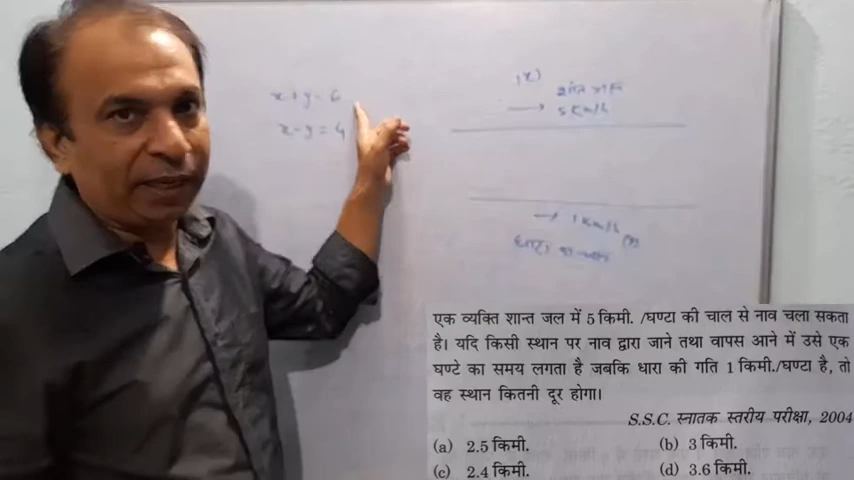 x + y = 6
x - y = 4
(x)
शांत गति
→ 5 Km/h
→ 1 Km/h
(y)
एक व्यक्ति शान्त जल में 5 किमी. /घण्टा की चाल से नाव चला सकता
है। यदि किसी स्थान पर नाव द्वारा जाने तथा वापस आने में उसे एक
घण्टे का समय लगता है जबकि धारा की गति 1 किमी./घण्टा है, तो
वह स्थान कितनी दूर होगा।
S.S.C. स्नातक स्तरीय परीक्षा, 2004
(a) 2.5 किमी. (b) 3 किमी.
(c) 2.4 किमी. (d) 3.6 किमी.